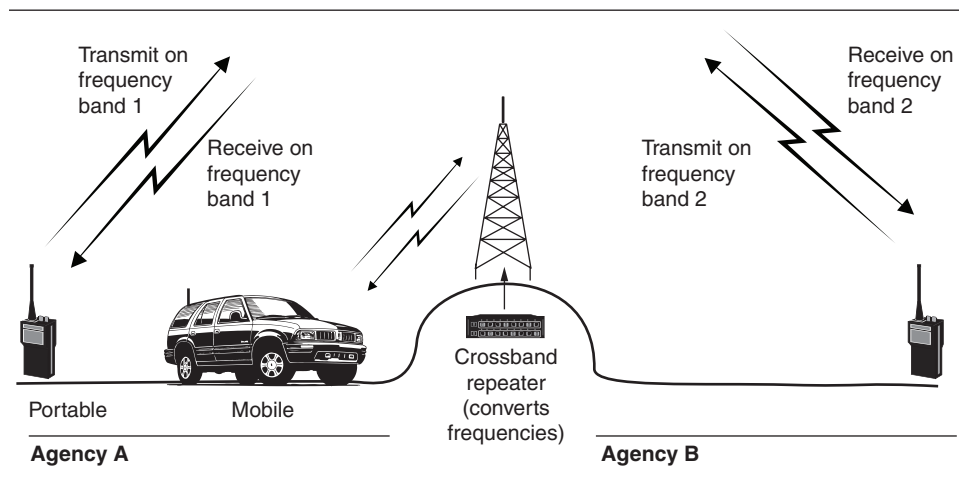 Transmit on
frequency
band 1
Receive on
frequency
band 1
Receive on
frequency
band 2
Transmit on
frequency
band 2
Crossband
repeater
(converts
frequencies)
Portable
Mobile
Agency A
Agency B